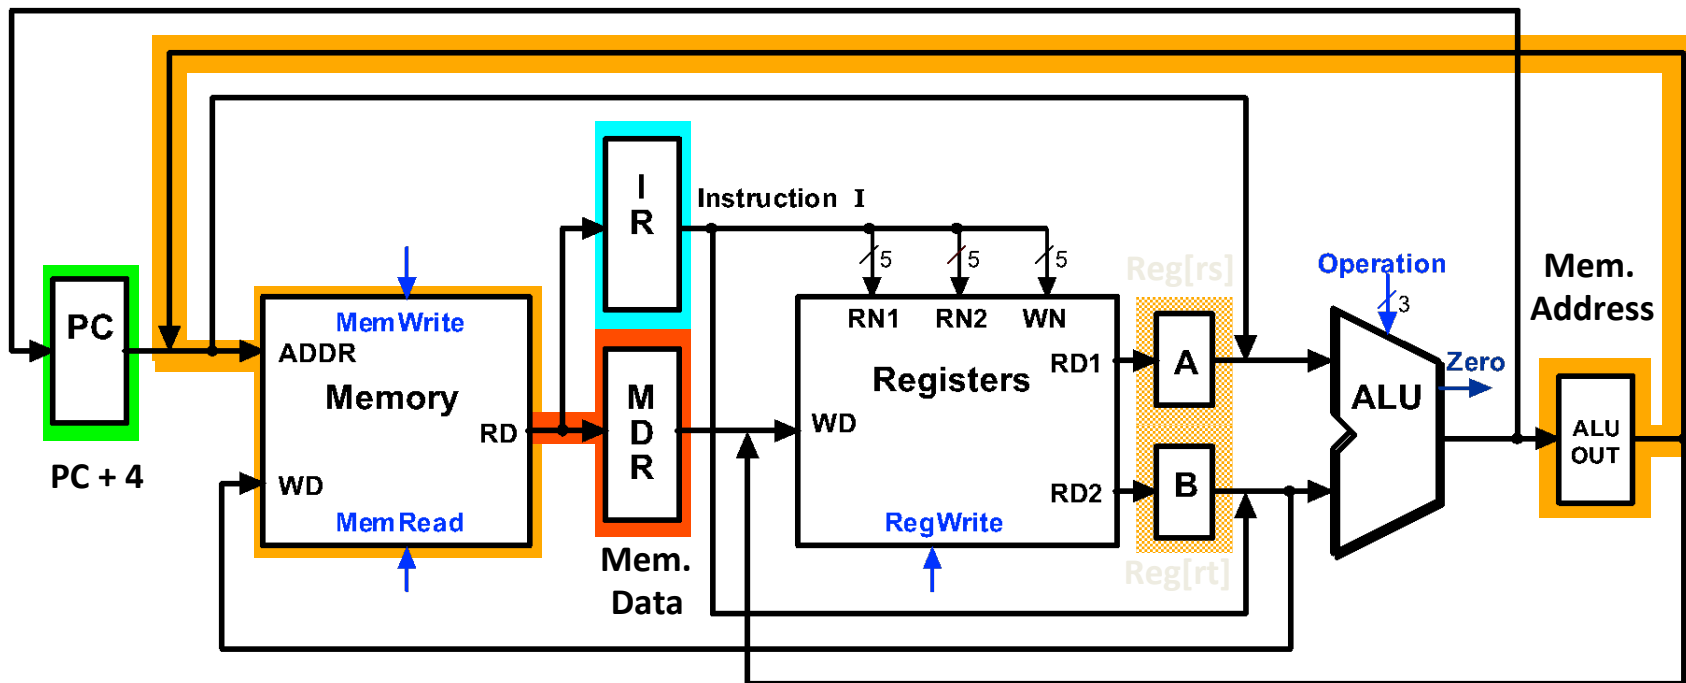 PC
PC + 4
MemWrite
ADDR
Memory
RD
WD
MemRead
I
R
Instruction I
M
D
R
Mem.
Data
5
5
5
RN1
RN2
WN
RD1
Registers
WD
RD2
RegWrite
Reg[rs]
A
B
Reg[rt]
Operation
3
ALU
Zero
Mem.
Address
ALU
OUT